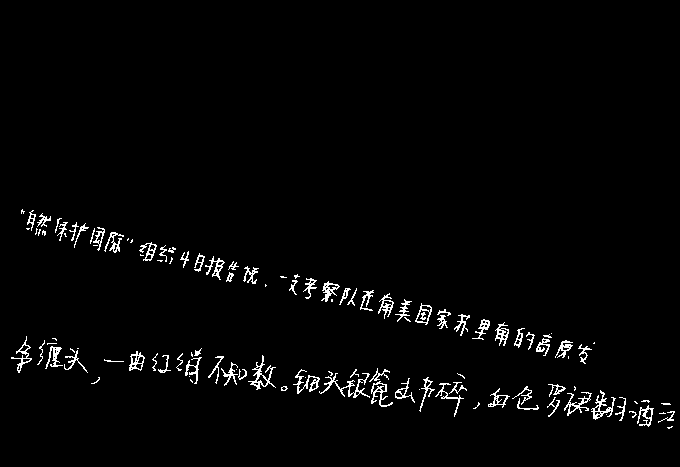 “自然保护国际”组织4日报告说，一支考察队在南美国家苏里南的高原发
争缠头，一曲红绡不知数。钿头银篦击节碎，血色罗裙翻酒污